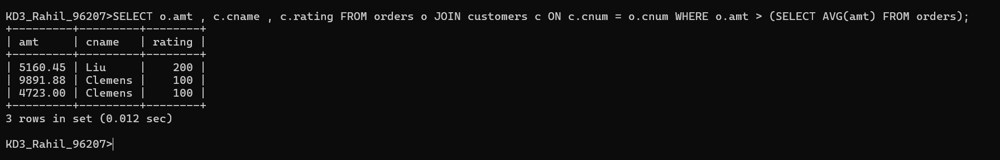 KD3_Rahil_96207>SELECT o.amt , c.cname , c.rating FROM orders o JOIN customers c ON c.cnum = o.cnum WHERE o.amt > (SELECT AVG(amt) FROM orders);
+---------+---------+--------+
| amt     | cname   | rating |
+---------+---------+--------+
| 5160.45 | Liu     |    200 |
| 9891.88 | Clemens |    100 |
| 4723.00 | Clemens |    100 |
+---------+---------+--------+
3 rows in set (0.012 sec)
KD3_Rahil_96207>